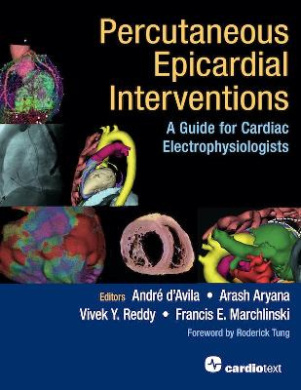 Percutaneous
Epicardial
Interventions
A Guide for Cardiac
Electrophysiologists
Editors André d'Avila • Arash Aryana
Vivek Y. Reddy • Francis E. Marchlinski
Foreword by Roderick Tung
cardiotext